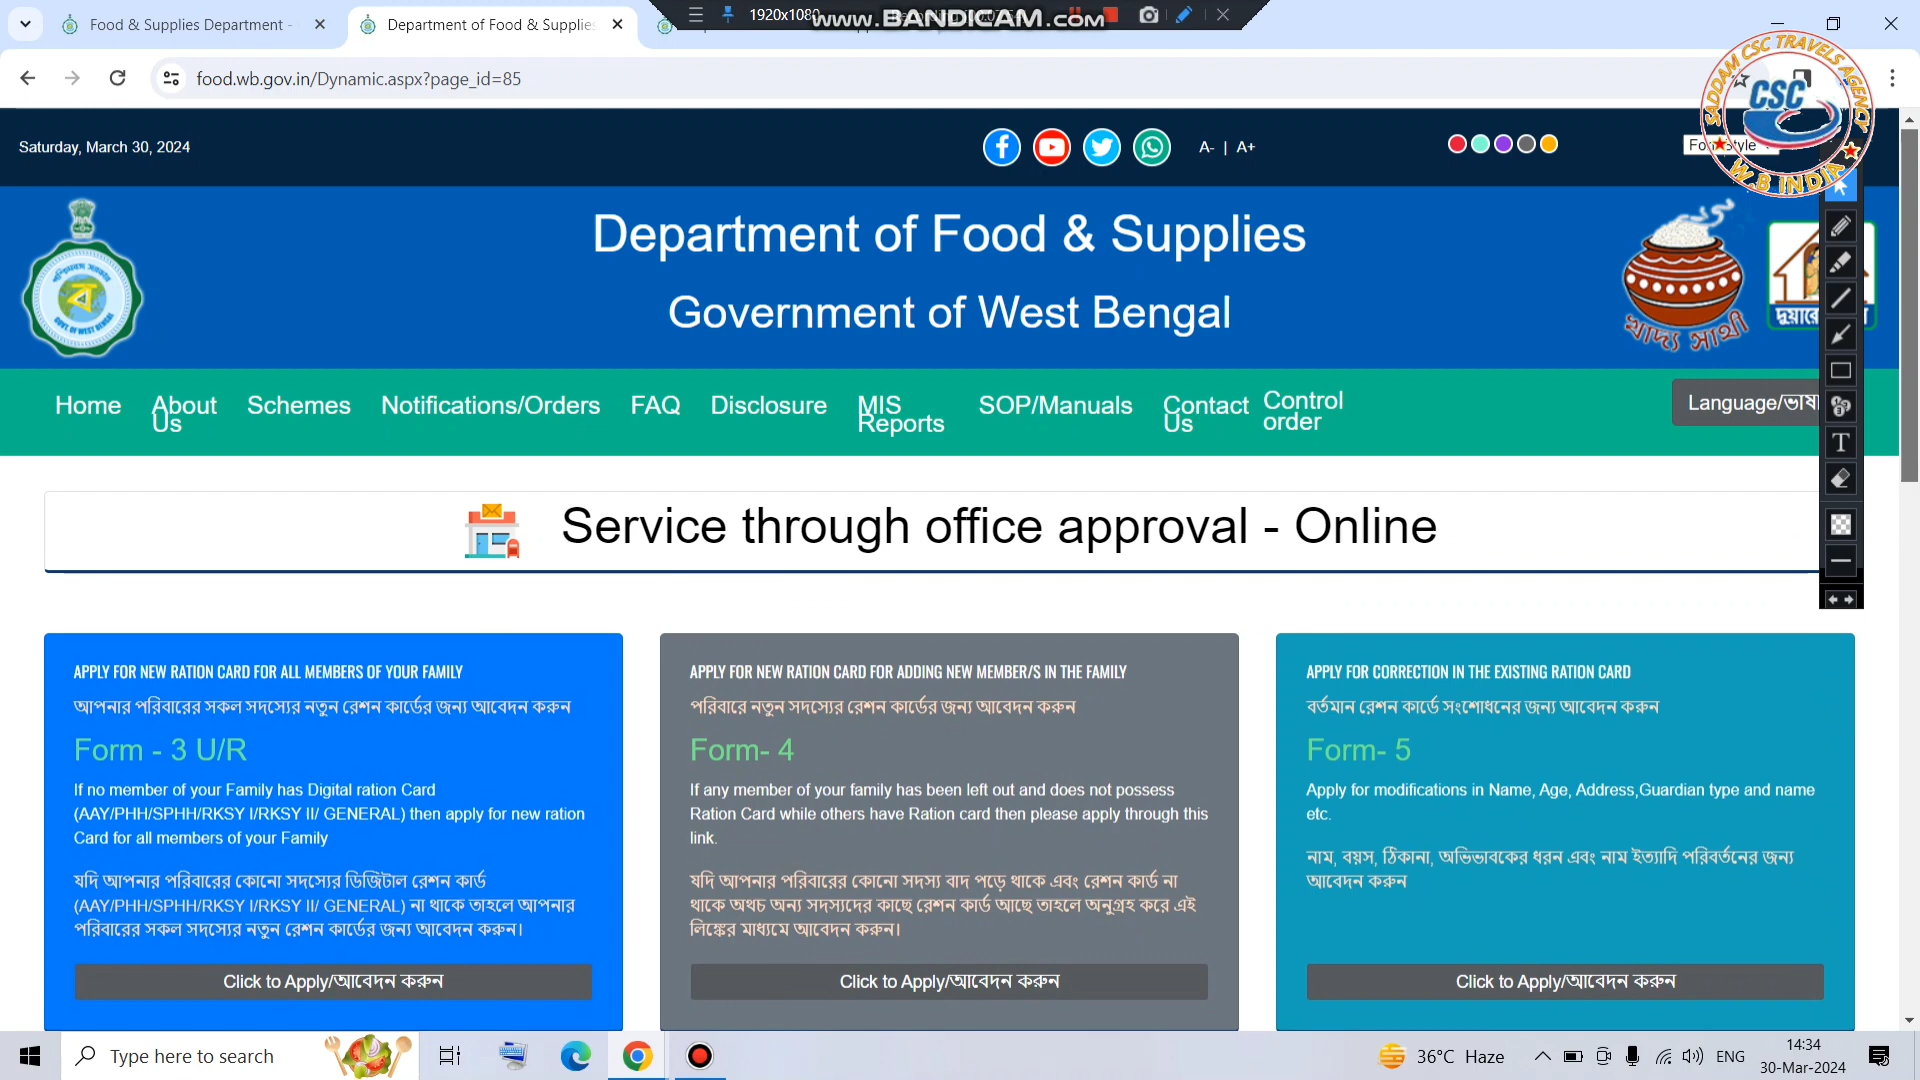 Food & Supplies Department -
Department of Food & Supplies
1920x1080
www.BANDICAM.com
food.wb.gov.in/Dynamic.aspx?page_id=85
SADDAM CSC TRAVELS AGENCY
CSC
W.B INDIA
Saturday, March 30, 2024
A- | A+
Department of Food & Supplies
Government of West Bengal
খাদ্য সাথী
Home
About Us
Schemes
Notifications/Orders
FAQ
Disclosure
MIS Reports
SOP/Manuals
Contact Us
Control order
Language/ভাষা
T
Service through office approval - Online
APPLY FOR NEW RATION CARD FOR ALL MEMBERS OF YOUR FAMILY
আপনার পরিবারের সকল সদস্যের নতুন রেশন কার্ডের জন্য আবেদন করুন
Form - 3 U/R
If no member of your Family has Digital ration Card
(AAY/PHH/SPHH/RKSY I/RKSY II/ GENERAL) then apply for new ration
Card for all members of your Family
যদি আপনার পরিবারের কোনো সদস্যের ডিজিটাল রেশন কার্ড
(AAY/PHH/SPHH/RKSY I/RKSY II/ GENERAL) না থাকে তাহলে আপনার
পরিবারের সকল সদস্যের নতুন রেশন কার্ডের জন্য আবেদন করুন।
Click to Apply/আবেদন করুন
APPLY FOR NEW RATION CARD FOR ADDING NEW MEMBER/S IN THE FAMILY
পরিবারে নতুন সদস্যের রেশন কার্ডের জন্য আবেদন করুন
Form- 4
If any member of your family has been left out and does not possess
Ration Card while others have Ration card then please apply through this
link.
যদি আপনার পরিবারের কোনো সদস্য বাদ পড়ে থাকে এবং রেশন কার্ড না
থাকে অথচ অন্য সদস্যদের কাছে রেশন কার্ড আছে তাহলে অনুগ্রহ করে এই
লিঙ্কের মাধ্যমে আবেদন করুন।
Click to Apply/আবেদন করুন
APPLY FOR CORRECTION IN THE EXISTING RATION CARD
বর্তমান রেশন কার্ডে সংশোধনের জন্য আবেদন করুন
Form- 5
Apply for modifications in Name, Age, Address,Guardian type and name
etc.
নাম, বয়স, ঠিকানা, অভিভাবকের ধরন এবং নাম ইত্যাদি পরিবর্তনের জন্য
আবেদন করুন
Click to Apply/আবেদন করুন
Type here to search
36°C Haze
ENG
14:34
30-Mar-2024